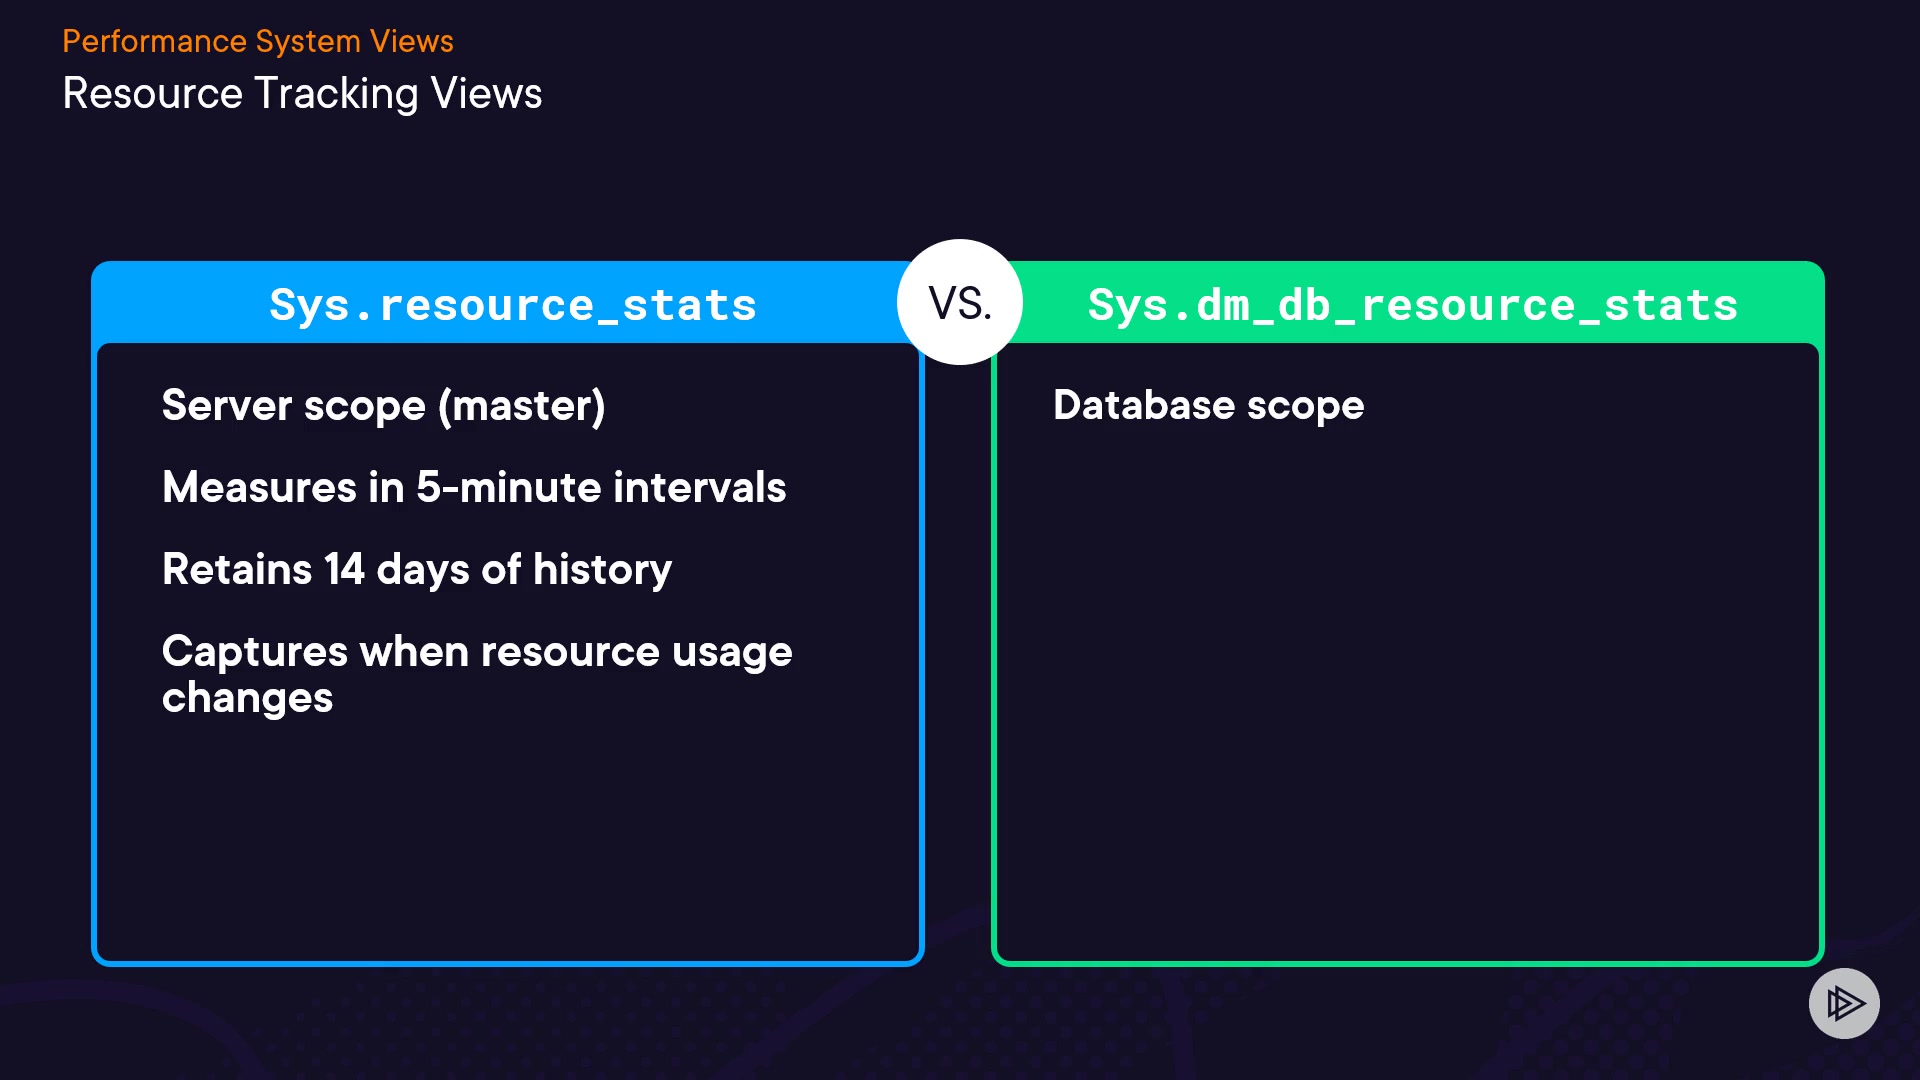 Performance System Views
Resource Tracking Views
Sys.resource_stats
VS.
Sys.dm_db_resource_stats
Server scope (master)
Measures in 5-minute intervals
Retains 14 days of history
Captures when resource usage
changes
Database scope